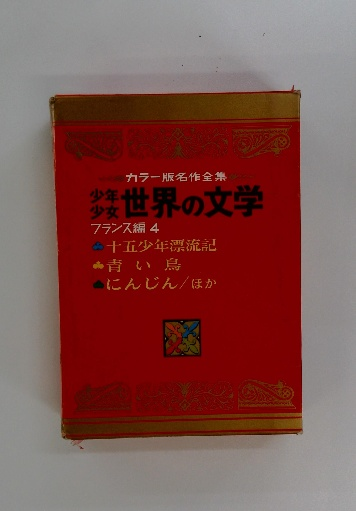 カラー版名作全集
少年少女世界の文学
フランス編 4
十五少年漂流記
青い鳥
にんじん/ほか